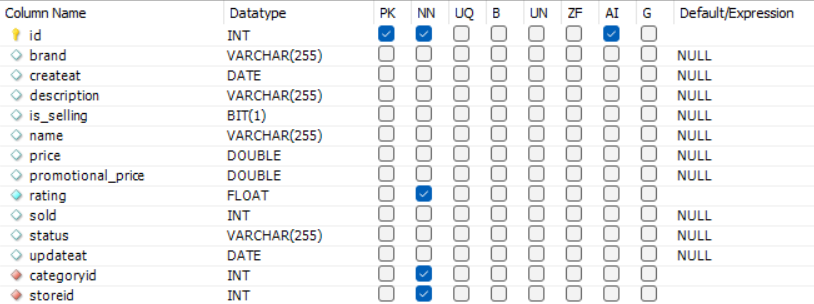 Column Name Datatype PK NN UQ B UN ZF AI G Default/Expression
id INT
brand VARCHAR(255) NULL
createat DATE NULL
description VARCHAR(255) NULL
is_selling BIT(1) NULL
name VARCHAR(255) NULL
price DOUBLE NULL
promotional_price DOUBLE NULL
rating FLOAT
sold INT NULL
status VARCHAR(255) NULL
updateat DATE NULL
categoryid INT
storeid INT